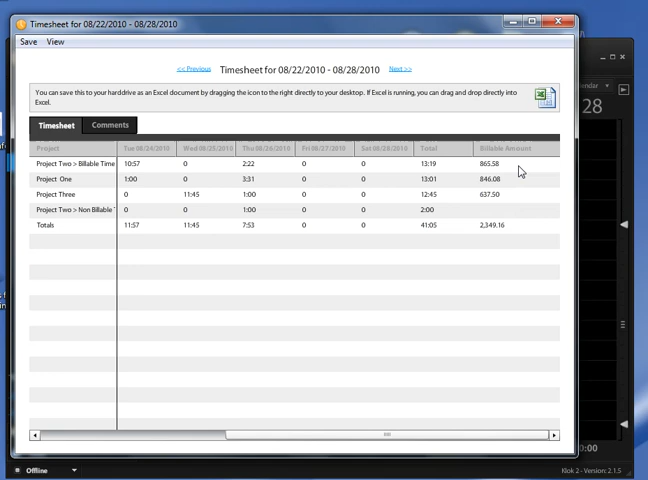 Timesheet for 08/22/2010 - 08/28/2010
Save View
<< Previous Timesheet for 08/22/2010 - 08/28/2010 Next >>
You can save this to your harddrive as an Excel document by dragging the icon to the right directly to your desktop. If Excel is running, you can drag and drop directly into
Excel.
Timesheet Comments
Project Tue 08/24/2010 Wed 08/25/2010 Thu 08/26/2010 Fri 08/27/2010 Sat 08/28/2010 Total Billable Amount
Project Two > Billable Time 10:57 0 2:22 0 0 13:19 865.58
Project One 1:00 0 3:31 0 0 13:01 846.08
Project Three 0 11:45 1:00 0 0 12:45 637.50
Project Two > Non Billable 0 0 1:00 0 0 2:00
Totals 11:57 11:45 7:53 0 0 41:05 2,349.16
28
Offline
Klok 2 - Version: 2.1.5